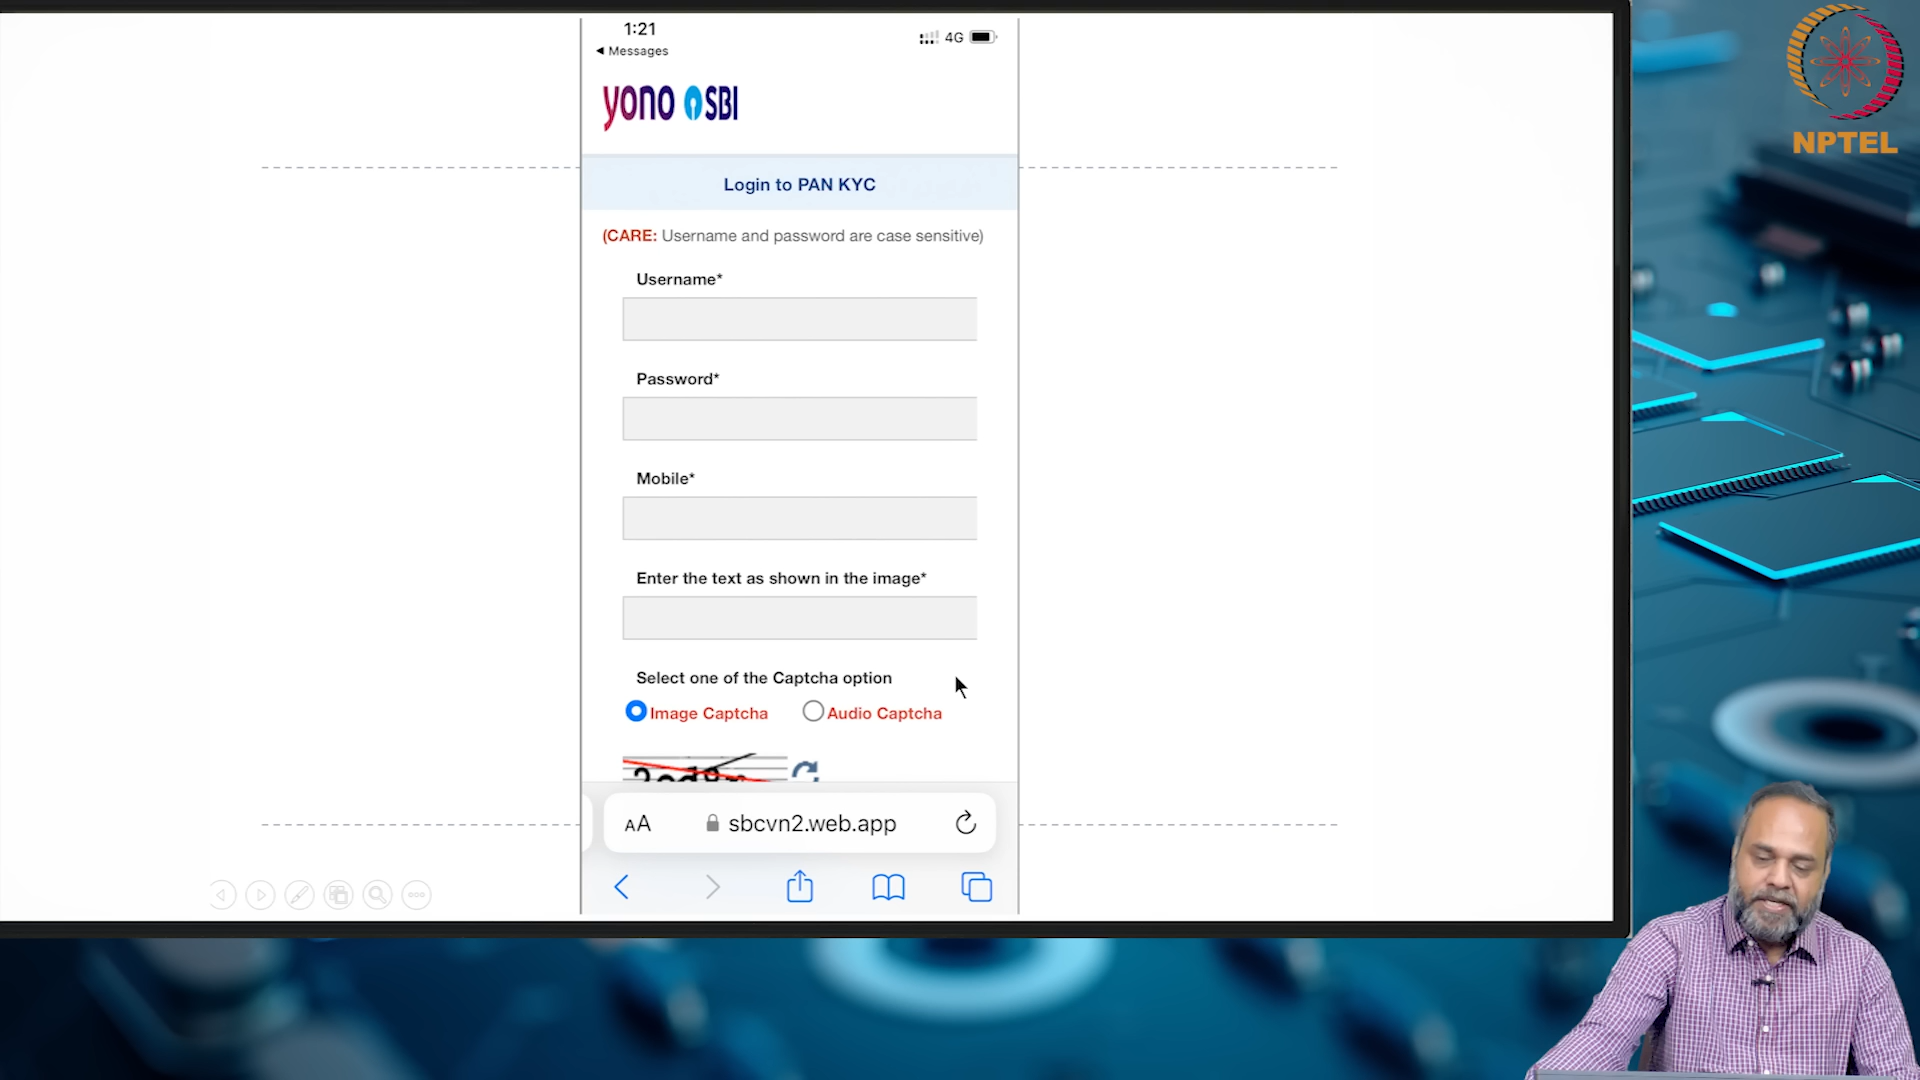 1:21
4G
Messages
yono SBI
NPTEL
Login to PAN KYC
(CARE: Username and password are case sensitive)
Username*
Password*
Mobile*
Enter the text as shown in the image*
Select one of the Captcha option
Image Captcha
Audio Captcha
AA
sbcvn2.web.app